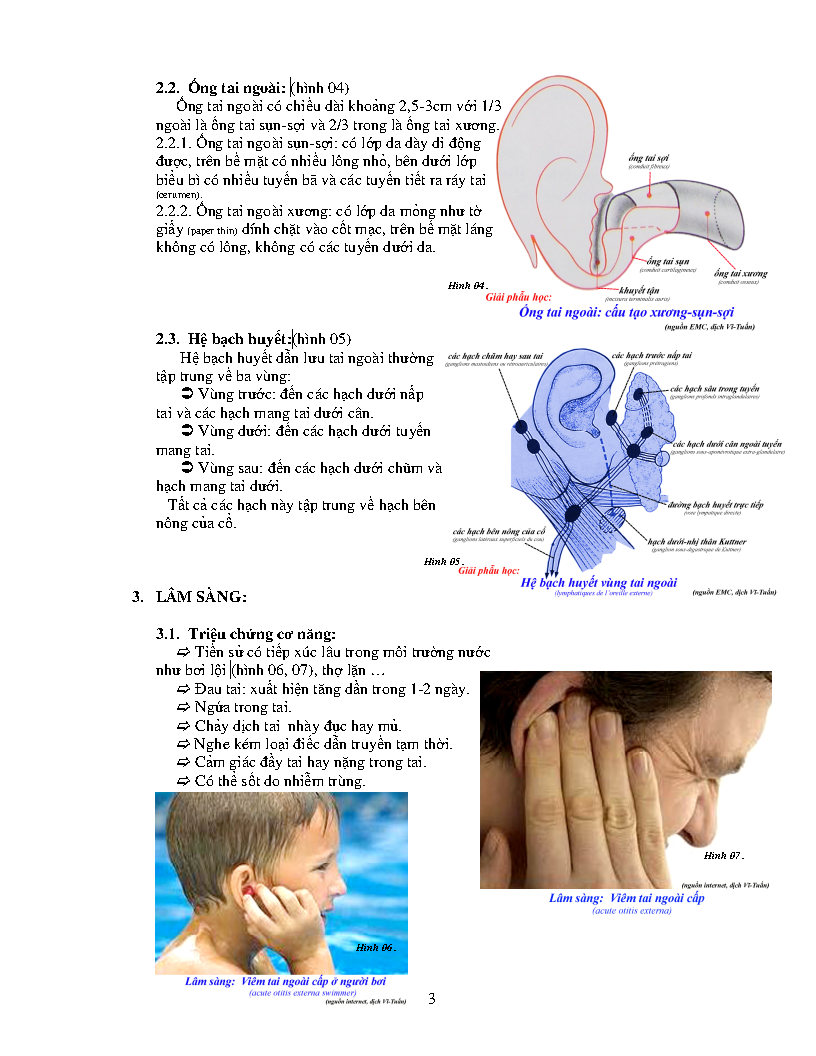 2.2. Ống tai ngoài: (hình 04)
Ống tai ngoài có chiều dài khoảng 2,5-3cm với 1/3
ngoài là ống tai sụn-sợi và 2/3 trong là ống tai xương.
2.2.1. Ống tai ngoài sụn-sợi: có lớp da dày di động
được, trên bề mặt có nhiều lông nhỏ, bên dưới lớp
biểu bì có nhiều tuyến bã và các tuyến tiết ra ráy tai
(cerumen).
2.2.2. Ống tai ngoài xương: có lớp da mỏng như tờ
giấy (paper thin) dính chặt vào cốt mạc, trên bề mặt láng
không có lông, không có các tuyến dưới da.
ống tai sợi
(conduit fibreux)
ống tai sụn
(conduit cartilagineux)
ống tai xương
(conduit osseux)
khuyết tận
(incisura terminalis auris)
Hình 04.
Giải phẫu học:
Ống tai ngoài: cấu tạo xương-sụn-sợi
(nguồn EMC, dịch Vĩ-Tuấn)
2.3. Hệ bạch huyết:(hình 05)
Hệ bạch huyết dẫn lưu tai ngoài thường
tập trung về ba vùng:
➲ Vùng trước: đến các hạch dưới nắp
tai và các hạch mang tai dưới cân.
➲ Vùng dưới: đến các hạch dưới tuyến
mang tai.
➲ Vùng sau: đến các hạch dưới chũm và
hạch mang tai dưới.
Tất cả các hạch này tập trung về hạch bên
nông của cổ.
các hạch chũm hay sau tai
(ganglions mastoidiens ou rétroauriculaires)
các hạch trước nắp tai
(ganglions prétragiens)
các hạch sâu trong tuyến
(ganglions profonds intraglandulaires)
các hạch dưới cân ngoài tuyến
(ganglions sous-aponévrotique extra-glandulaire)
đường bạch huyết trực tiếp
(voie lymphatique directe)
các hạch bên nông của cổ
(ganglions latéraux superficiels du cou)
hạch dưới-nhị thân Kuttner
(ganglion sous-digastrique de Kuttner)
Hình 05.
Giải phẫu học:
Hệ bạch huyết vùng tai ngoài
(lymphatiques de l'oreille externe)
(nguồn EMC, dịch Vĩ-Tuấn)
3. LÂM SÀNG:
3.1. Triệu chứng cơ năng:
➩ Tiền sử có tiếp xúc lâu trong môi trường nước
như bơi lội (hình 06, 07), thợ lặn …
➩ Đau tai: xuất hiện tăng dần trong 1-2 ngày.
➩ Ngứa trong tai.
➩ Chảy dịch tai nhày đục hay mủ.
➩ Nghe kém loại điếc dẫn truyền tạm thời.
➩ Cảm giác đầy tai hay nặng trong tai.
➩ Có thể sốt do nhiễm trùng.
Hình 07.
(nguồn internet, dịch Vĩ-Tuấn)
Lâm sàng: Viêm tai ngoài cấp
(acute otitis externa)
Hình 06.
Lâm sàng: Viêm tai ngoài cấp ở người bơi
(acute otitis externa swimmer)
(nguồn internet, dịch Vĩ-Tuấn)
3